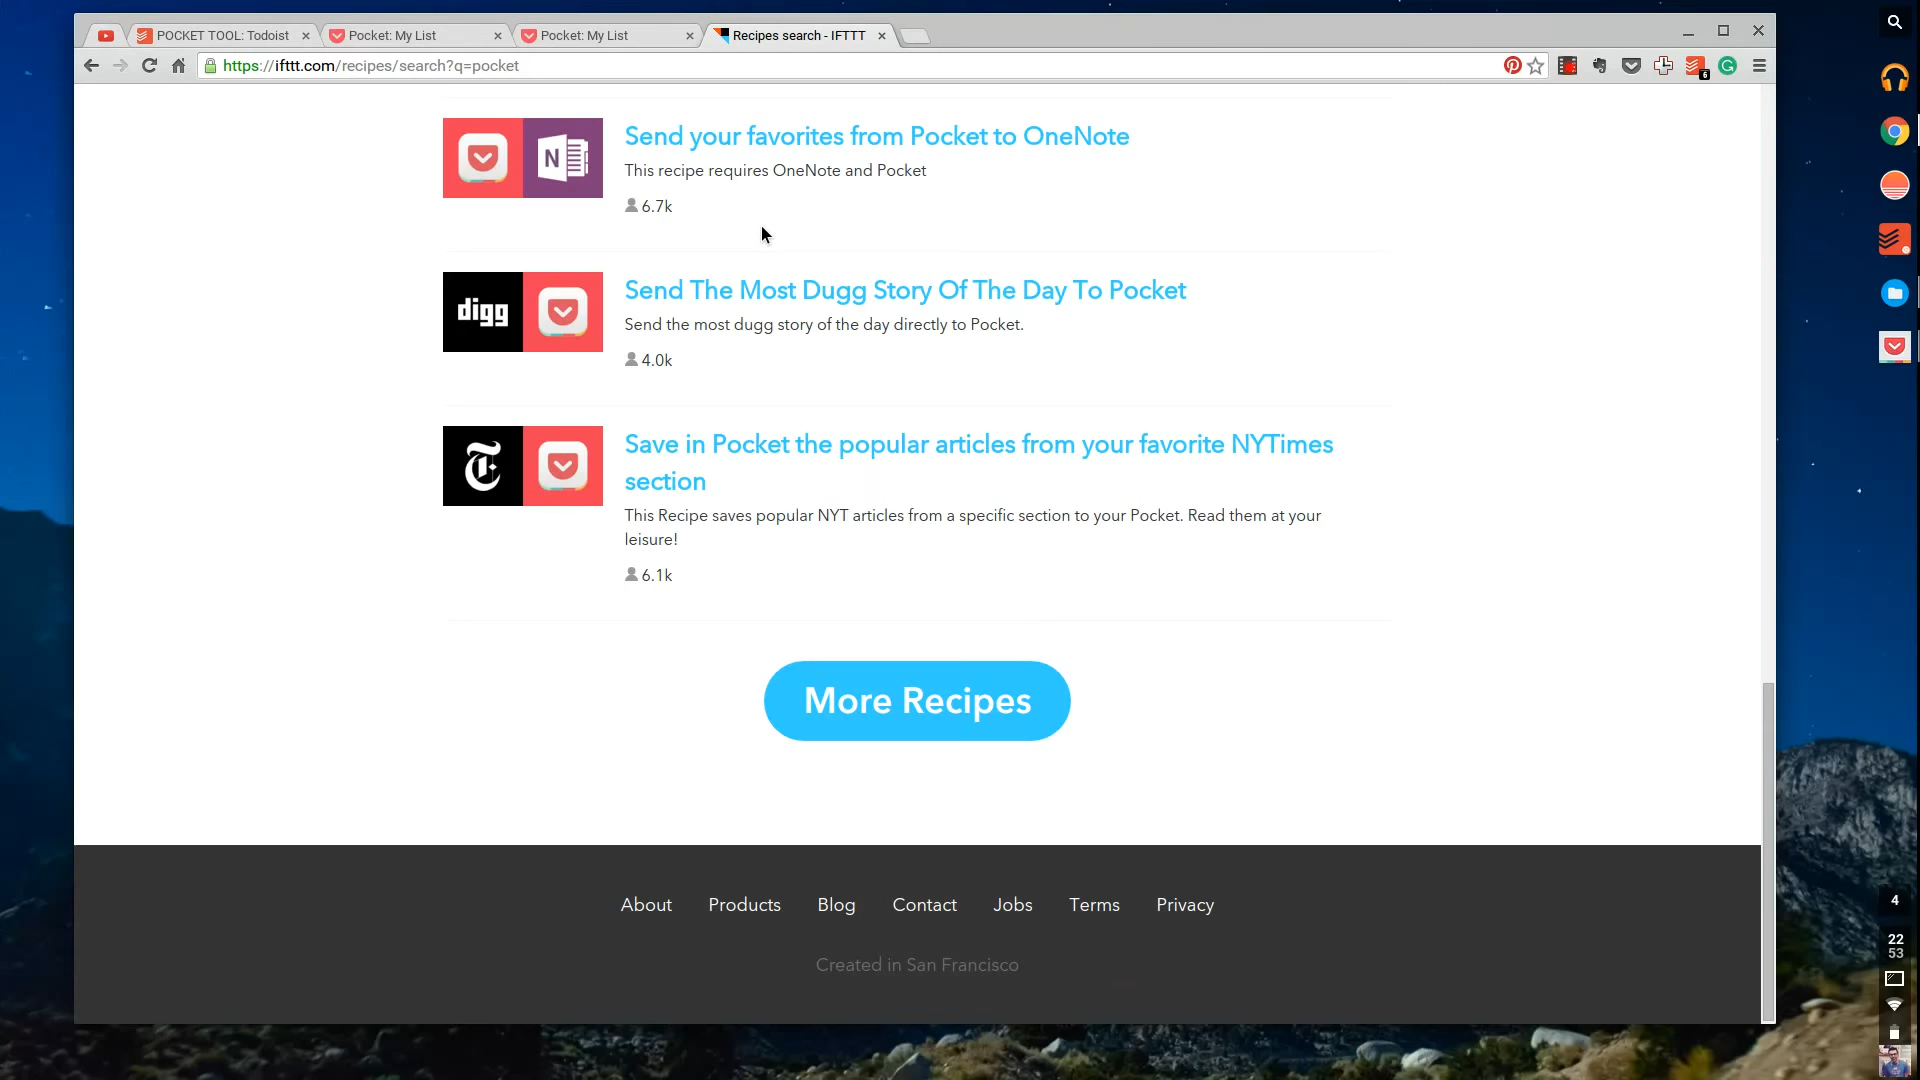 POCKET TOOL: Todoist
Pocket: My List
Pocket: My List
Recipes search - IFTTT
https://ifttt.com/recipes/search?q=pocket
6
Send your favorites from Pocket to OneNote
This recipe requires OneNote and Pocket
6.7k
N
digg
Send The Most Dugg Story Of The Day To Pocket
Send the most dugg story of the day directly to Pocket.
4.0k
T
Save in Pocket the popular articles from your favorite NYTimes
section
This Recipe saves popular NYT articles from a specific section to your Pocket. Read them at your
leisure!
6.1k
More Recipes
About Products Blog Contact Jobs Terms Privacy
Created in San Francisco
4
22
53